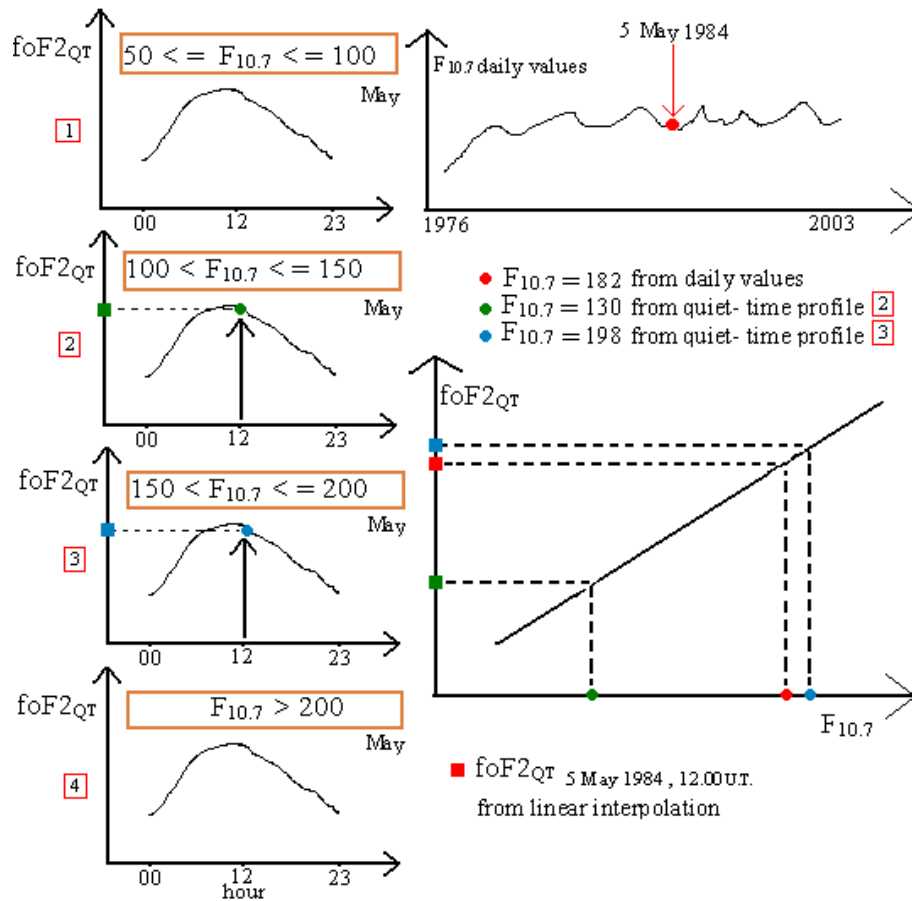 foF2QT
50 < = F10.7 < = 100
May
1
00 12 23
5 May 1984
F10.7 daily values
1976 2003
foF2QT
100 < F10.7 < = 150
May
2
00 12 23
F10.7 = 182 from daily values
F10.7 = 130 from quiet- time profile 2
F10.7 = 198 from quiet- time profile 3
foF2QT
150 < F10.7 < = 200
May
3
00 12 23
foF2QT
F10.7
foF2QT
F10.7 > 200
May
4
00 12 23
hour
foF2QT 5 May 1984 , 12.00 U.T.
from linear interpolation